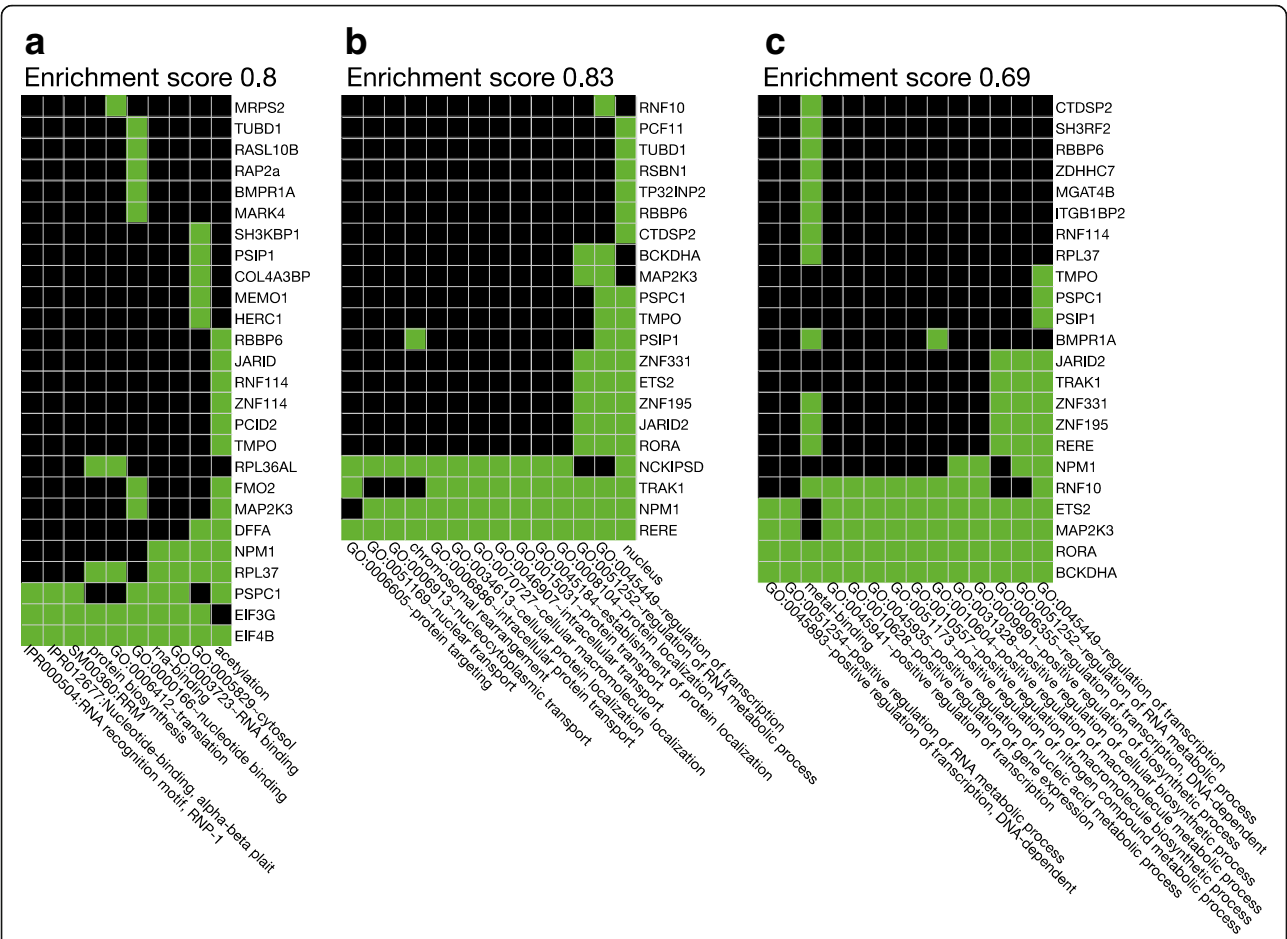 a
Enrichment score 0.8
MRPS2
TUBD1
RASL10B
RAP2a
BMPR1A
MARK4
SH3KBP1
PSIP1
COL4A3BP
MEMO1
HERC1
RBBP6
JARID
RNF114
ZNF114
PCID2
TMPO
RPL36AL
FMO2
MAP2K3
DFFA
NPM1
RPL37
PSPC1
EIF3G
EIF4B
IPR000504:RNA recognition motif, RNP-1
IPR012677:Nucleotide-binding, alpha-beta plait
SM00360:RRM
protein biosynthesis
GO:0006412~translation
GO:0000166~nucleotide binding
rna-binding
GO:0003723~RNA binding
GO:0005829~cytosol
acetylation
b
Enrichment score 0.83
RNF10
PCF11
TUBD1
RSBN1
TP32INP2
RBBP6
CTDSP2
BCKDHA
MAP2K3
PSPC1
TMPO
PSIP1
ZNF331
ETS2
ZNF195
JARID2
RORA
NCKIPSD
TRAK1
NPM1
RERE
GO:0006605~protein targeting
GO:0051169~nuclear transport
GO:0006913~nucleocytoplasmic transport
chromosomal rearrangement
GO:0006886~intracellular protein transport
GO:0034613~cellular protein localization
GO:0070727~cellular macromolecule localization
GO:0046907~intracellular transport
GO:0015031~protein transport
GO:0045184~establishment of protein localization
GO:0008104~protein localization
GO:0051252~regulation of RNA metabolic process
GO:0045449~regulation of transcription
nucleus
c
Enrichment score 0.69
CTDSP2
SH3RF2
RBBP6
ZDHHC7
MGAT4B
ITGB1BP2
RNF114
RPL37
TMPO
PSPC1
PSIP1
BMPR1A
JARID2
TRAK1
ZNF331
ZNF195
RERE
NPM1
RNF10
ETS2
MAP2K3
RORA
BCKDHA
GO:0045893~positive regulation of transcription, DNA-dependent
GO:0051254~positive regulation of RNA metabolic process
metal-binding
GO:0045941~positive regulation of transcription
GO:0010628~positive regulation of gene expression
GO:0045935~positive regulation of nucleic acid metabolic process
GO:0051173~positive regulation of nitrogen compound metabolic process
GO:0010557~positive regulation of macromolecule biosynthetic process
GO:0010604~positive regulation of macromolecule metabolic process
GO:0031328~positive regulation of cellular biosynthetic process
GO:0009891~positive regulation of biosynthetic process
GO:0006355~regulation of transcription, DNA-dependent
GO:0051252~regulation of RNA metabolic process
GO:0045449~regulation of transcription